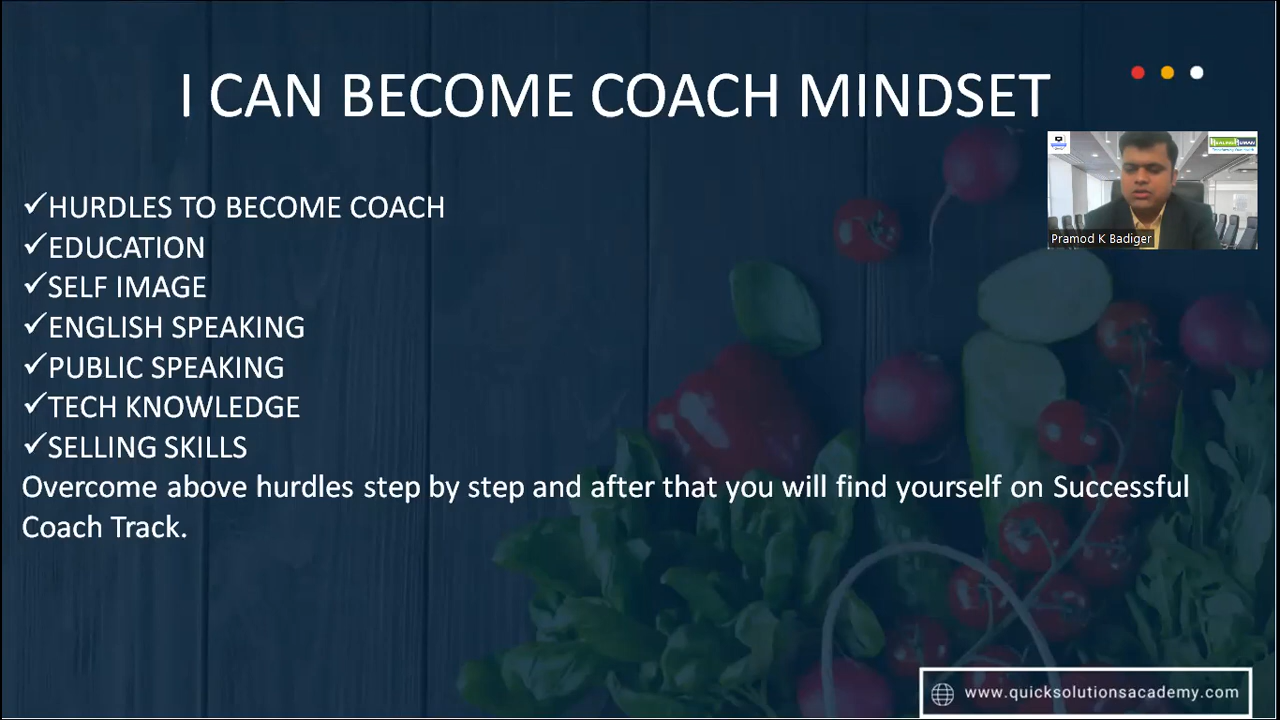 I CAN BECOME COACH MINDSET
✓HURDLES TO BECOME COACH
✓EDUCATION
✓SELF IMAGE
✓ENGLISH SPEAKING
✓PUBLIC SPEAKING
✓TECH KNOWLEDGE
✓SELLING SKILLS
Overcome above hurdles step by step and after that you will find yourself on Successful
Coach Track.
Pramod K Badiger
www.quicksolutionsacademy.com